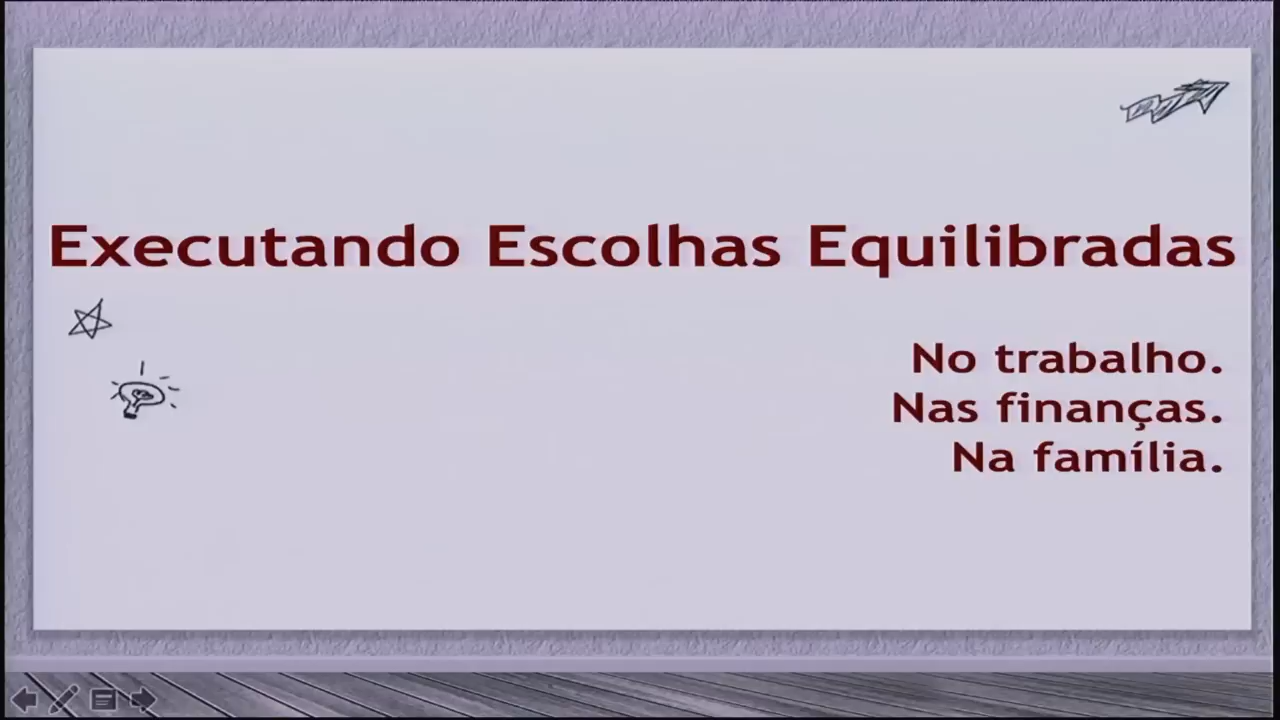 Executando Escolhas Equilibradas
No trabalho.
Nas finanças.
Na família.